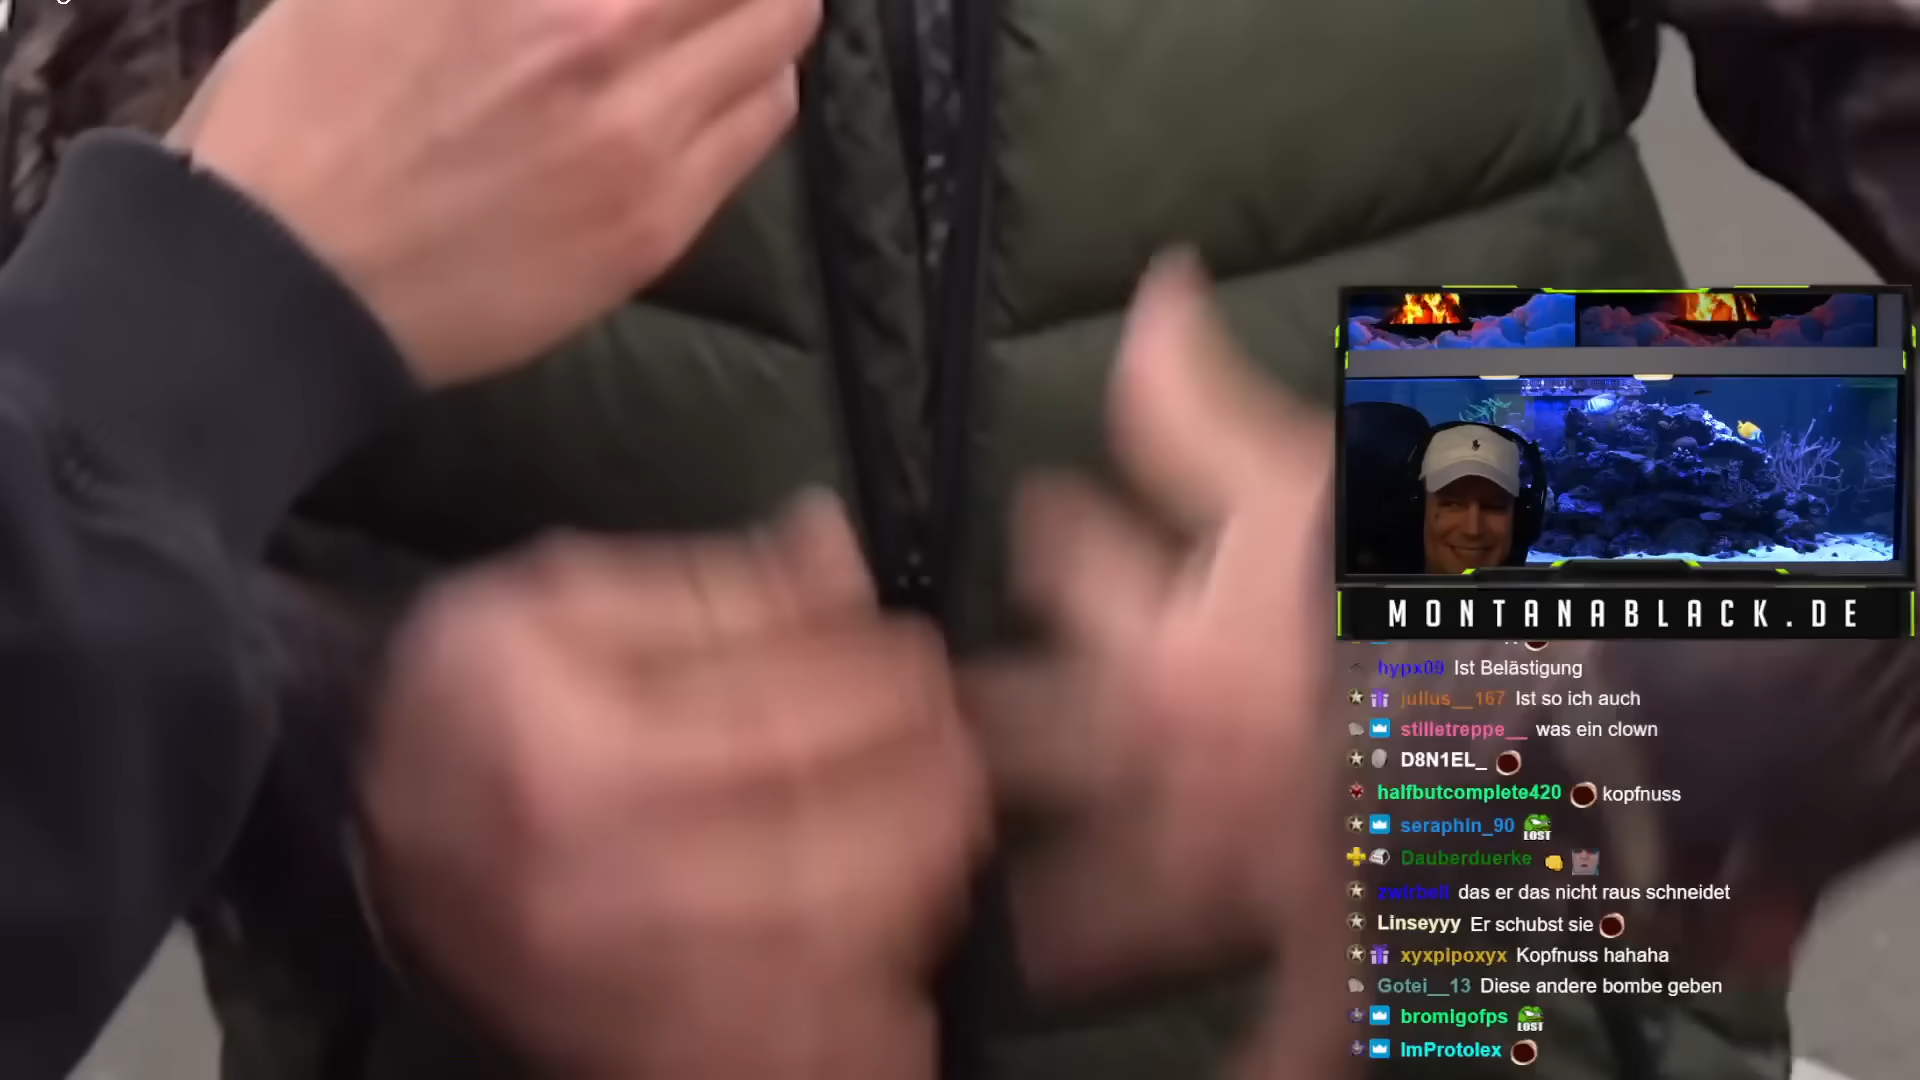 MONTANABLACK.DE
hypx09 Ist Belästigung
jullus__167 Ist so ich auch
stilletreppe__ was ein clown
D8N1EL_
halfbutcomplete420 kopfnuss
seraphin_90 LOST
Dauberduerke
zwirbell das er das nicht raus schneidet
Linseyyy Er schubst sie
xyxplpoxyx Kopfnuss hahaha
Gotei__13 Diese andere bombe geben
bromigofps LOST
ImProtolex